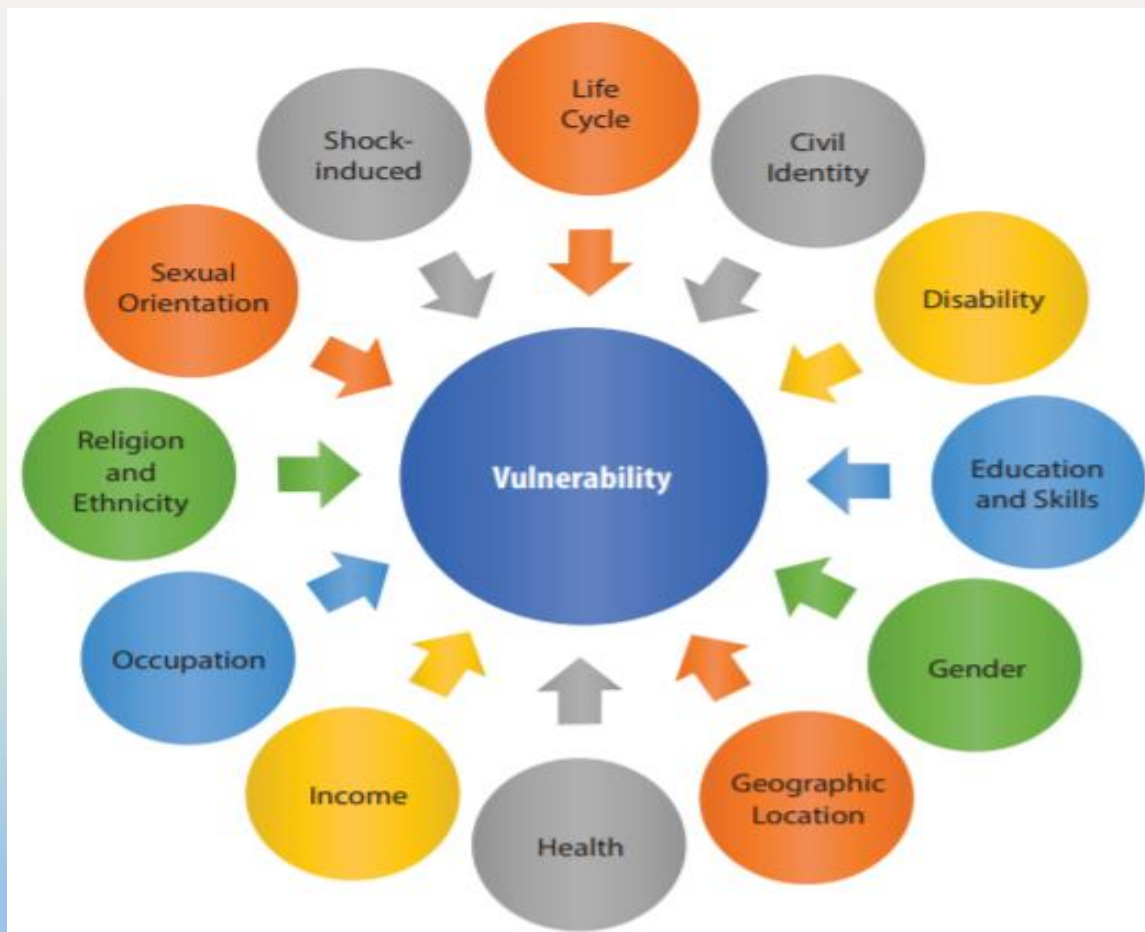 Life
Cycle
Civil
Identity
Disability
Education
and Skills
Gender
Geographic
Location
Health
Income
Occupation
Religion
and
Ethnicity
Sexual
Orientation
Shock-
induced
Vulnerability